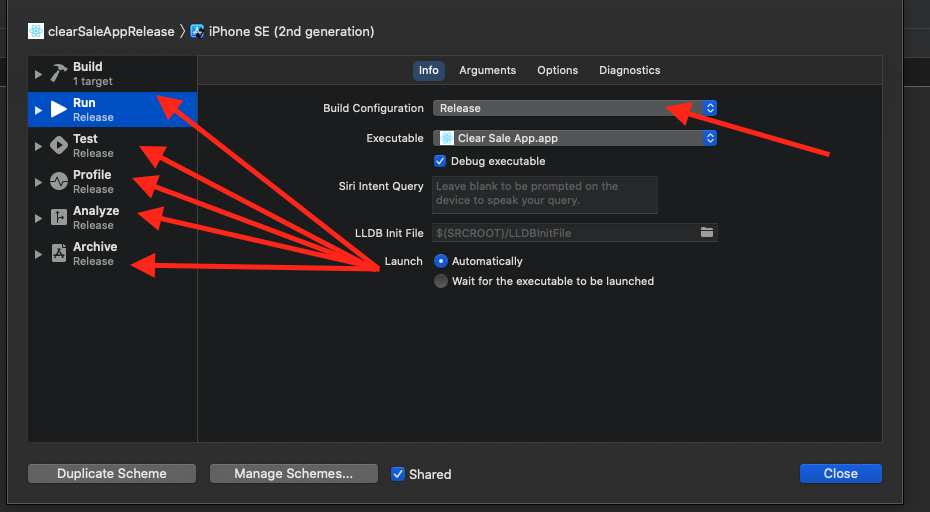 clearSaleAppRelease 〉 iPhone SE (2nd generation)
Build
1 target
Run
Release
Test
Release
Profile
Release
Analyze
Release
Archive
Release
Info Arguments Options Diagnostics
Build Configuration Release
Executable Clear Sale App.app
Debug executable
Siri Intent Query Leave blank to be prompted on the
device to speak your query.
LLDB Init File $(SRCROOT)/LLDBInitFile
Launch Automatically
Wait for the executable to be launched
Duplicate Scheme Manage Schemes... Shared Close